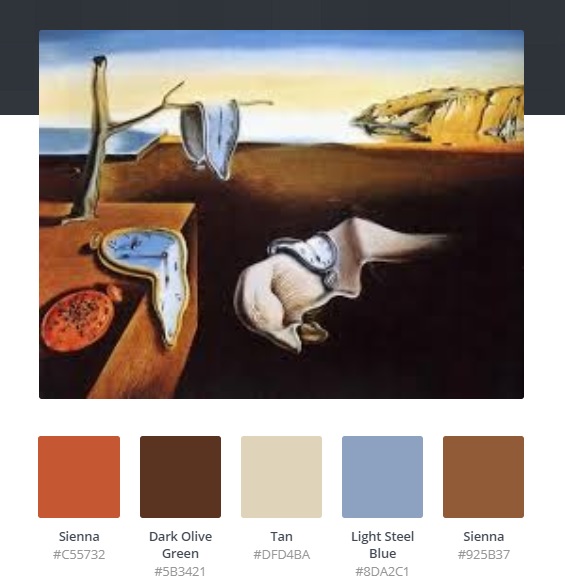 Sienna
#C55732
Dark Olive
Green
#5B3421
Tan
#DFD4BA
Light Steel
Blue
#8DA2C1
Sienna
#925B37